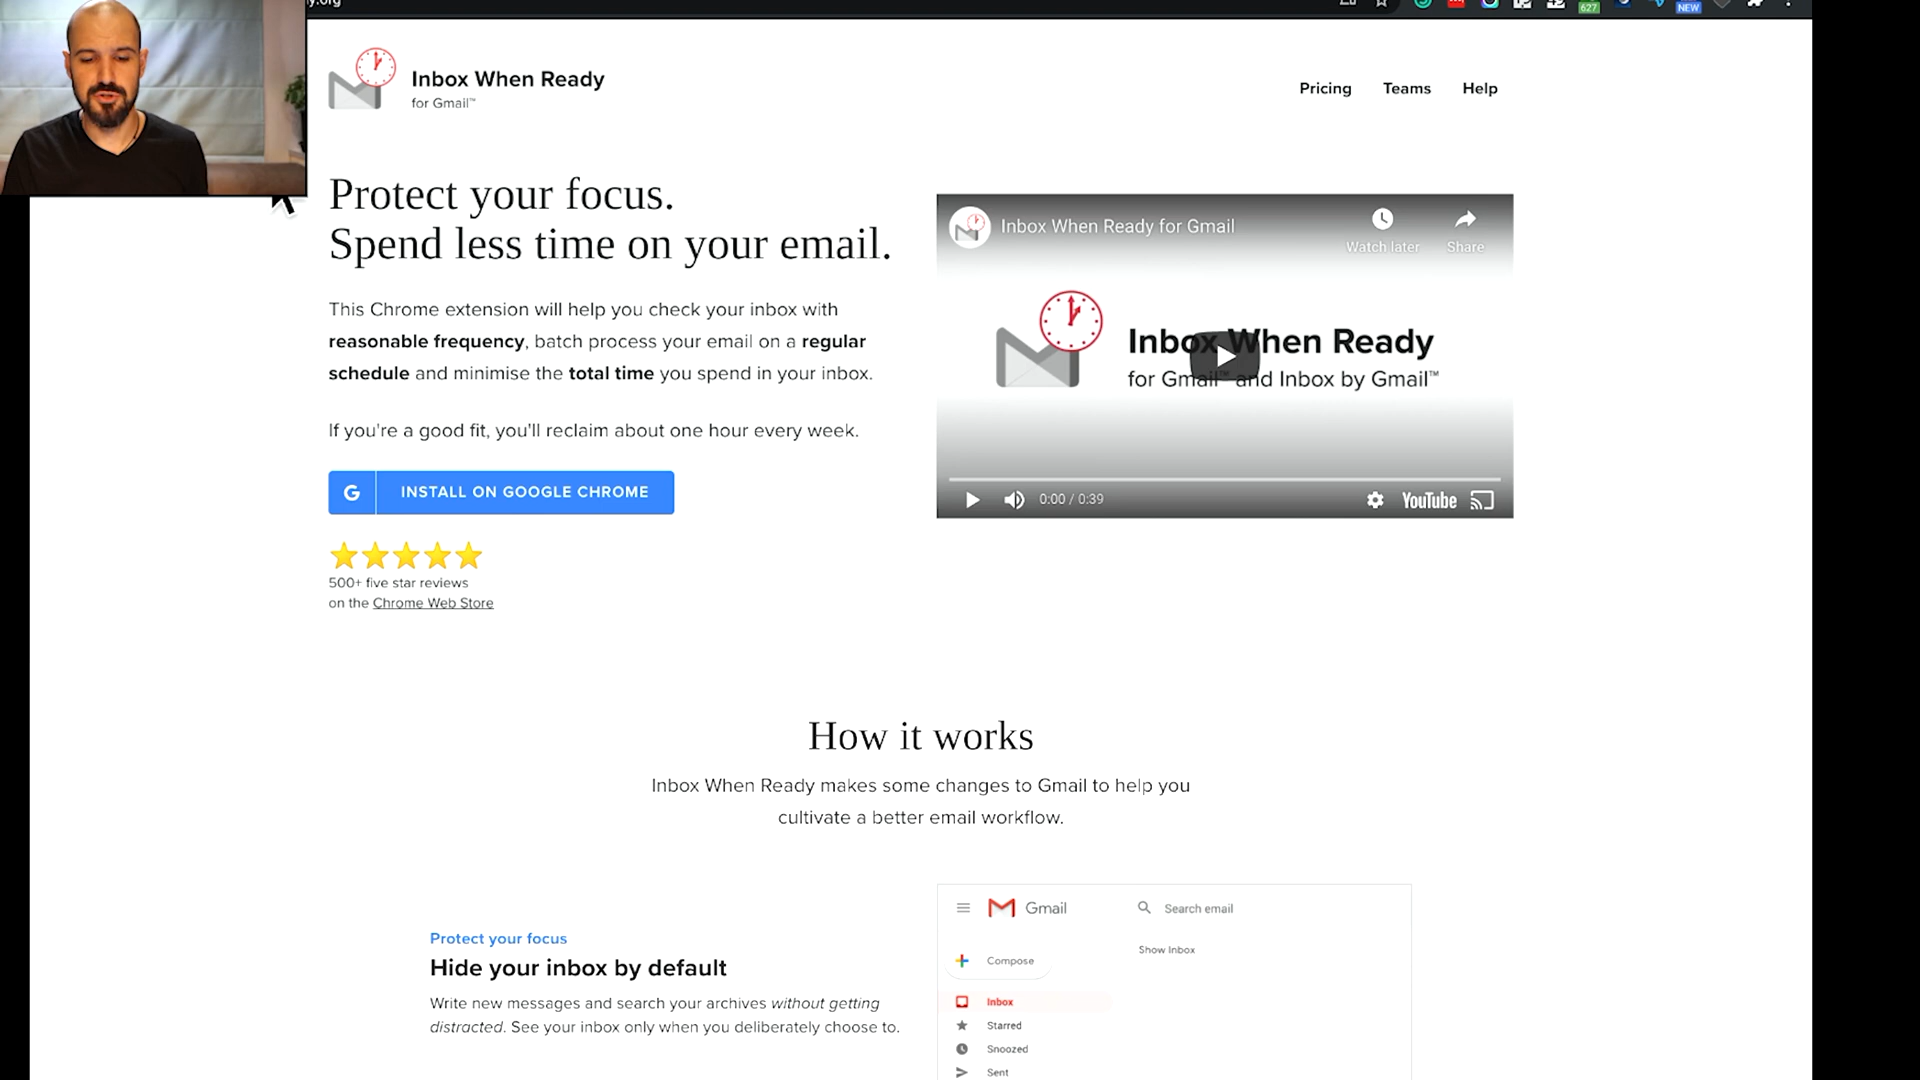 y.org
627
NEW
Inbox When Ready
for Gmail™
Pricing
Teams
Help
Protect your focus.
Spend less time on your email.
This Chrome extension will help you check your inbox with
reasonable frequency, batch process your email on a regular
schedule and minimise the total time you spend in your inbox.
If you're a good fit, you'll reclaim about one hour every week.
G
INSTALL ON GOOGLE CHROME
500+ five star reviews
on the Chrome Web Store
Inbox When Ready for Gmail
Watch later
Share
Inbox When Ready
for Gmail™ and Inbox by Gmail™
0:00 / 0:39
YouTube
How it works
Inbox When Ready makes some changes to Gmail to help you
cultivate a better email workflow.
Protect your focus
Hide your inbox by default
Write new messages and search your archives without getting
distracted. See your inbox only when you deliberately choose to.
Gmail
Search email
Show Inbox
Compose
Inbox
Starred
Snoozed
Sent